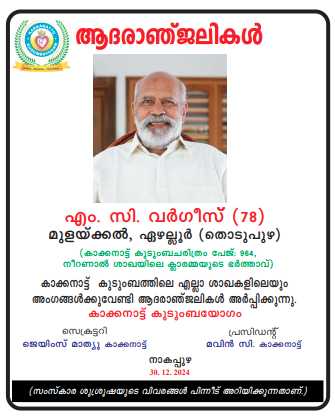 ആദരാഞ്ജലികൾ
എം. സി. വർഗീസ് (78)
മുളയ്ക്കൽ, ഏഴല്ലൂർ (തൊടുപുഴ)
(കാക്കനാട്ട് കുടുംബചരിത്രം പേജ്: 964,
നീറണാൽ ശാഖയിലെ ക്ലാരമ്മയുടെ ഭർത്താവ്)
കാക്കനാട്ട് കുടുംബത്തിലെ എല്ലാ ശാഖകളിലെയും
അംഗങ്ങൾക്കുവേണ്ടി ആദരാഞ്ജലികൾ അർപ്പിക്കുന്നു.
കാക്കനാട്ട് കുടുംബയോഗം
സെക്രട്ടറി പ്രസിഡന്റ്
ജെയിംസ് മാത്യു കാക്കനാട്ട് മവിൻ സി. കാക്കനാട്ട്
നാകപ്പുഴ
30. 12. 2024
(സംസ്കാര ശുശ്രൂഷയുടെ വിവരങ്ങൾ പിന്നീട് അറിയിക്കുന്നതാണ്.)